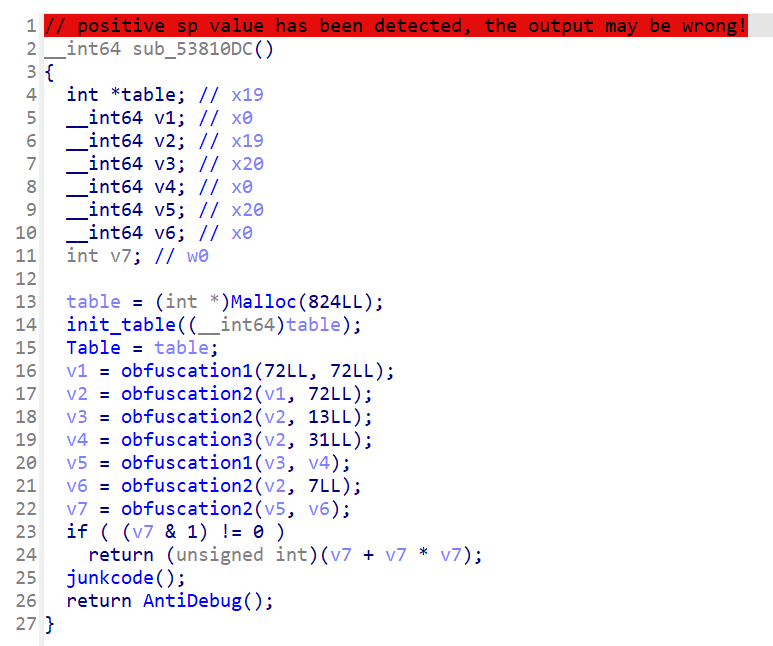 1 // positive sp value has been detected, the output may be wrong!
2 __int64 sub_53810DC()
3 {
4   int *table; // x19
5   __int64 v1; // x0
6   __int64 v2; // x19
7   __int64 v3; // x20
8   __int64 v4; // x0
9   __int64 v5; // x20
10   __int64 v6; // x0
11   int v7; // w0
12
13   table = (int *)Malloc(824LL);
14   init_table((__int64)table);
15   Table = table;
16   v1 = obfuscation1(72LL, 72LL);
17   v2 = obfuscation2(v1, 72LL);
18   v3 = obfuscation2(v2, 13LL);
19   v4 = obfuscation3(v2, 31LL);
20   v5 = obfuscation1(v3, v4);
21   v6 = obfuscation2(v2, 7LL);
22   v7 = obfuscation2(v5, v6);
23   if ( (v7 & 1) != 0 )
24     return (unsigned int)(v7 + v7 * v7);
25   junkcode();
26   return AntiDebug();
27 }